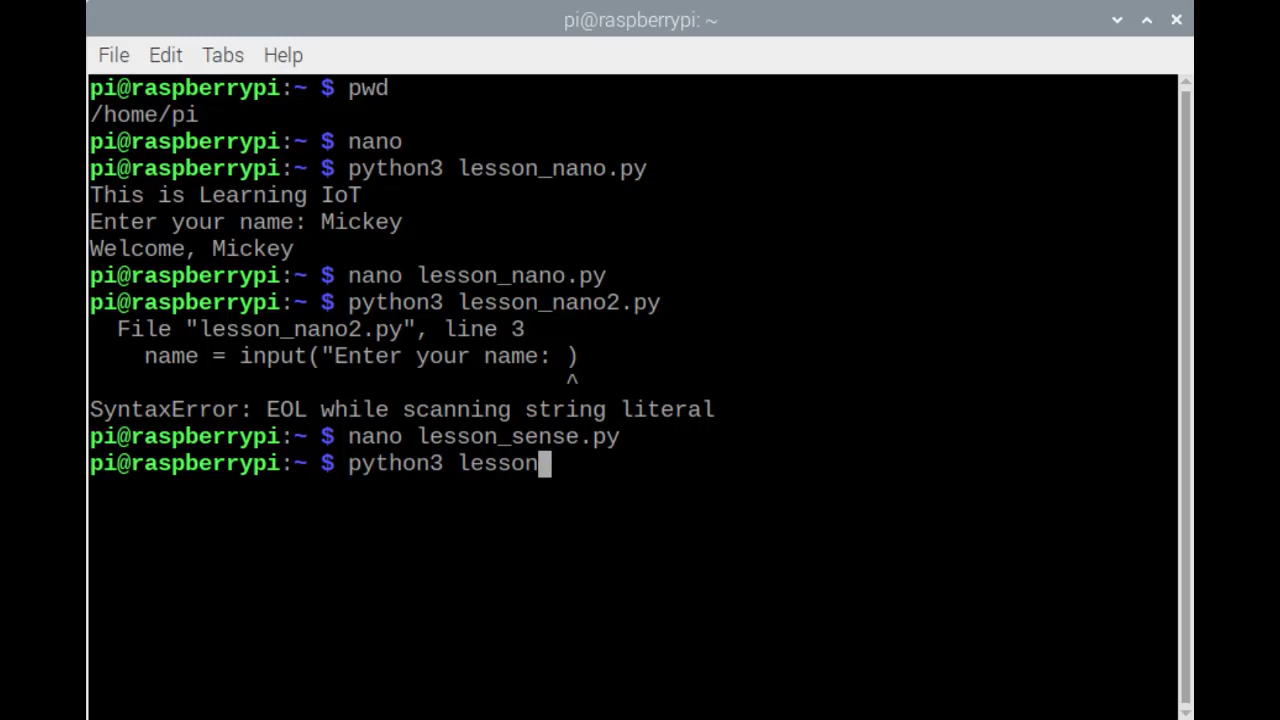 pi@raspberrypi: ~
File Edit Tabs Help
pi@raspberrypi:~ $ pwd
/home/pi
pi@raspberrypi:~ $ nano
pi@raspberrypi:~ $ python3 lesson_nano.py
This is Learning IoT
Enter your name: Mickey
Welcome, Mickey
pi@raspberrypi:~ $ nano lesson_nano.py
pi@raspberrypi:~ $ python3 lesson_nano2.py
  File "lesson_nano2.py", line 3
    name = input("Enter your name: )
                                   ^
SyntaxError: EOL while scanning string literal
pi@raspberrypi:~ $ nano lesson_sense.py
pi@raspberrypi:~ $ python3 lesson